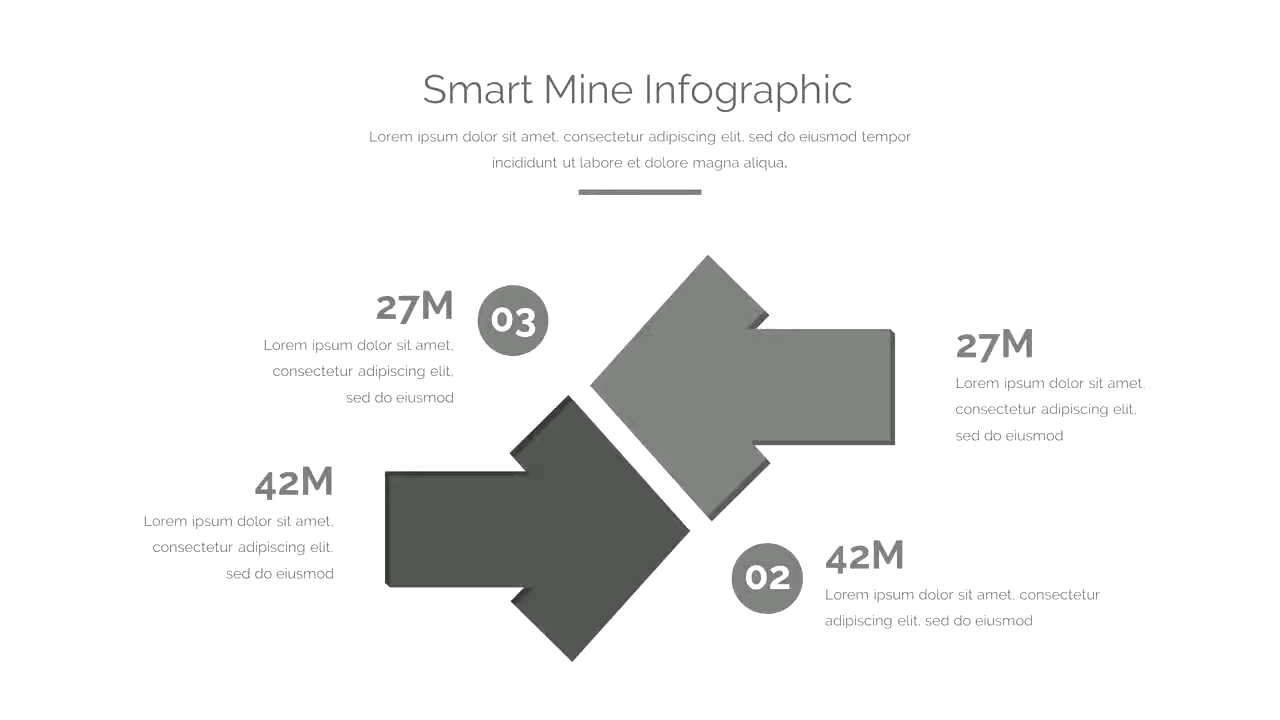 Smart Mine Infographic
Lorem ipsum dolor sit amet, consectetur adipiscing elit, sed do eiusmod tempor
incididunt ut labore et dolore magna aliqua.
27M
03
Lorem ipsum dolor sit amet,
consectetur adipiscing elit,
sed do eiusmod
27M
Lorem ipsum dolor sit amet,
consectetur adipiscing elit,
sed do eiusmod
42M
Lorem ipsum dolor sit amet,
consectetur adipiscing elit.
sed do eiusmod
02
42M
Lorem ipsum dolor sit amet, consectetur
adipiscing elit, sed do eiusmod